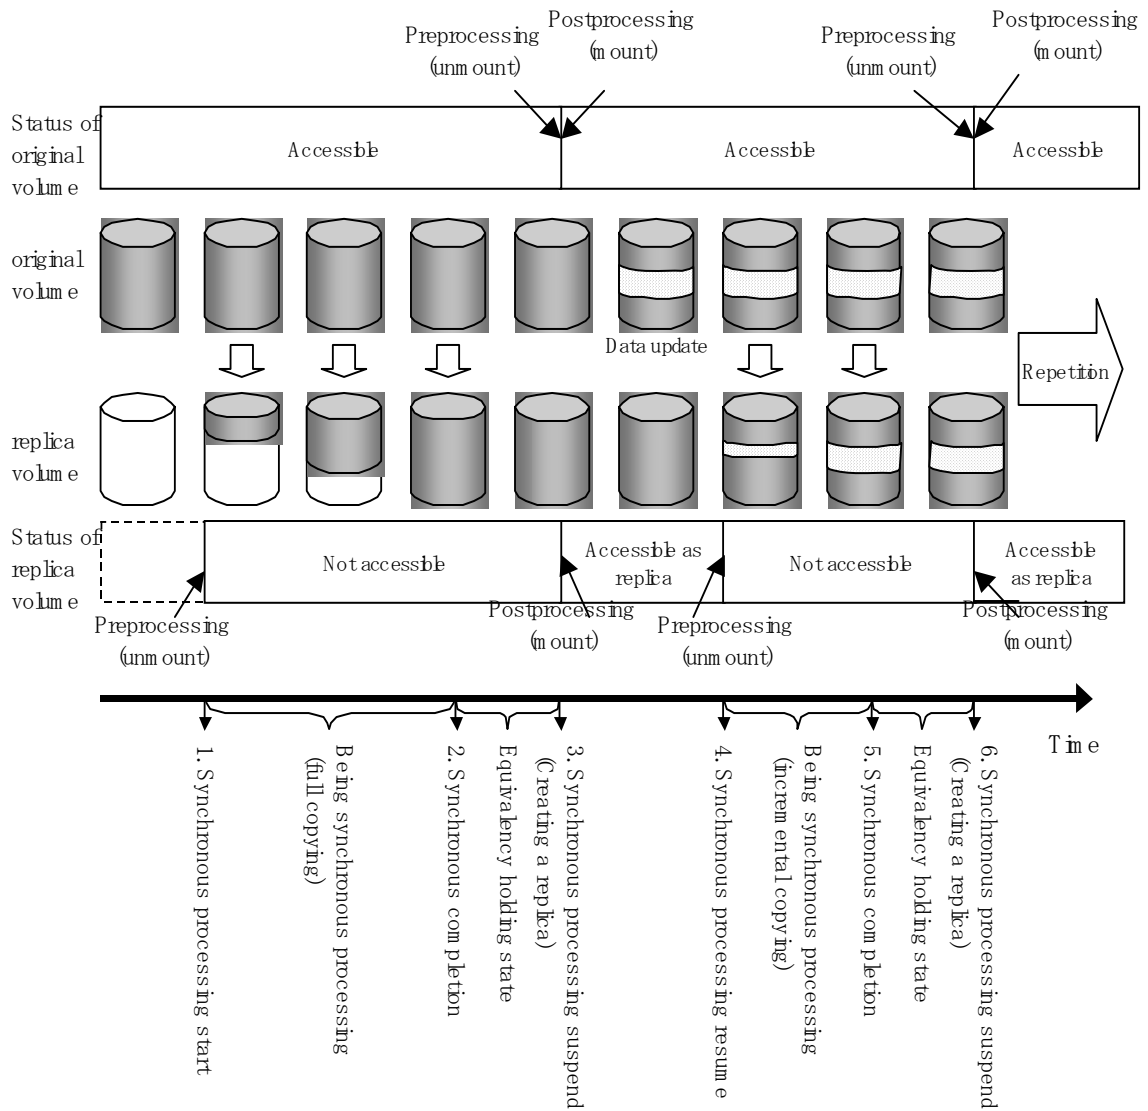 Preprocessing
(unmount)
Postprocessing
(mount)
Preprocessing
(unmount)
Postprocessing
(mount)
Status of
original
volume
Accessible
Accessible
Accessible
original
volume
Data update
Repetition
replica
volume
Status of
replica
volume
Not accessible
Accessible as
replica
Not accessible
Accessible
as replica
Preprocessing
(unmount)
Postprocessing
(mount)
Preprocessing
(unmount)
Postprocessing
(mount)
Time
1. Synchronous processing start
Being synchronous processing
(full copying)
2. Synchronous completion
Equivalency holding state
3. Synchronous processing suspend
(Creating a replica)
4. Synchronous processing resume
Being synchronous processing
(incremental copying)
5. Synchronous completion
Equivalency holding state
6. Synchronous processing suspend
(Creating a replica)